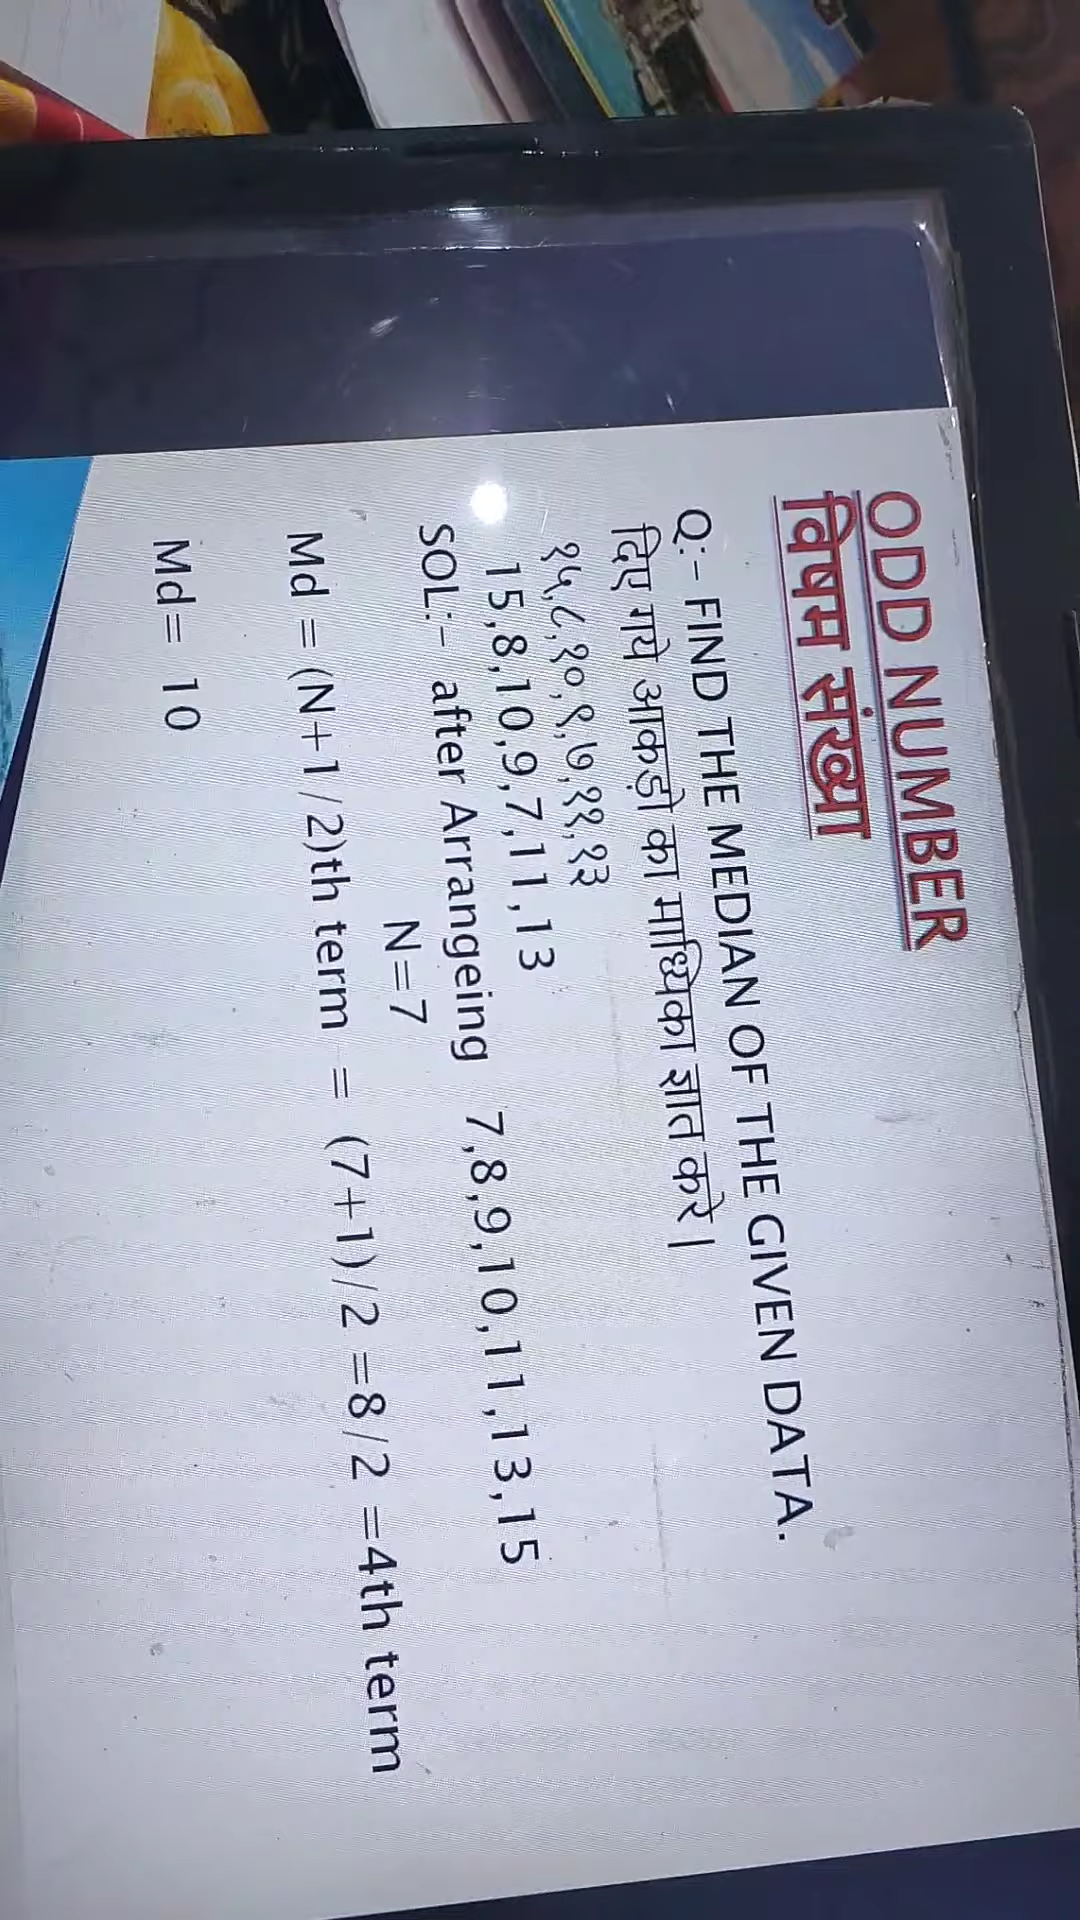 ODD NUMBER
विषम संख्या
Q:- FIND THE MEDIAN OF THE GIVEN DATA.
दिए गये आकड़ो का माध्यिका ज्ञात करे।
१५,८,१०,९,७,११,१३
15,8,10,9,7,11,13
SOL:- after Arrangeing 7,8,9,10,11,13,15
N=7
Md = (N+1/2)th term = (7+1)/2 =8/2 =4th term
Md= 10